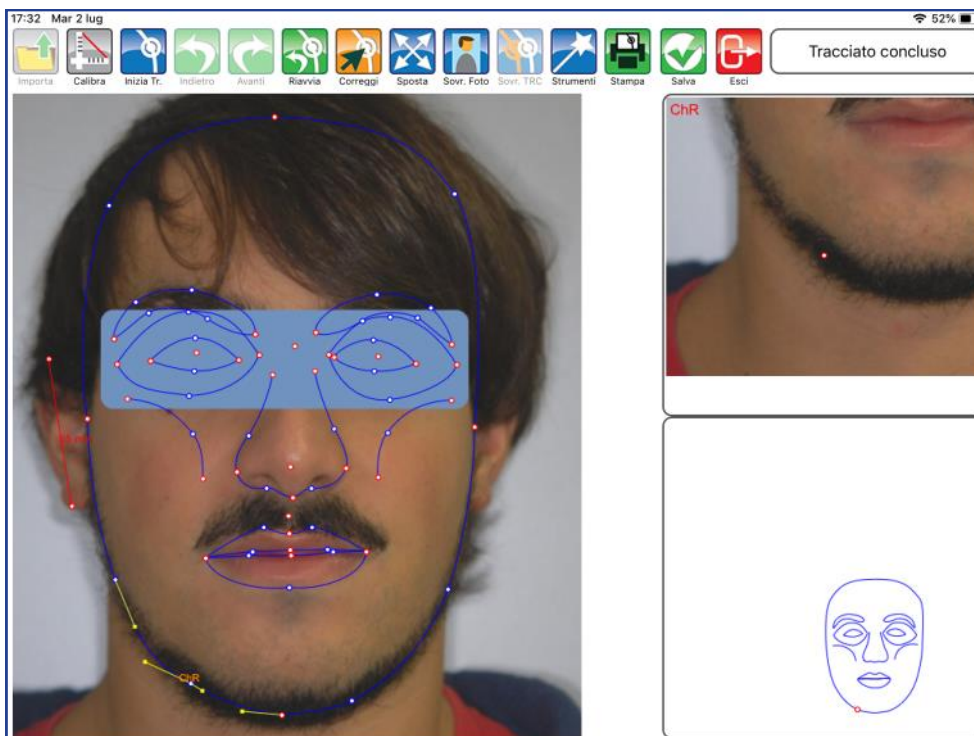 17:32 Mar 2 lug
52%
Importa
Calibra
Inizia Tr.
Indietro
Avanti
Riavvia
Correggi
Sposta
Sovr. Foto
Sovr. TRC
Strumenti
Stampa
Salva
Esci
Tracciato concluso
ChR
ChR